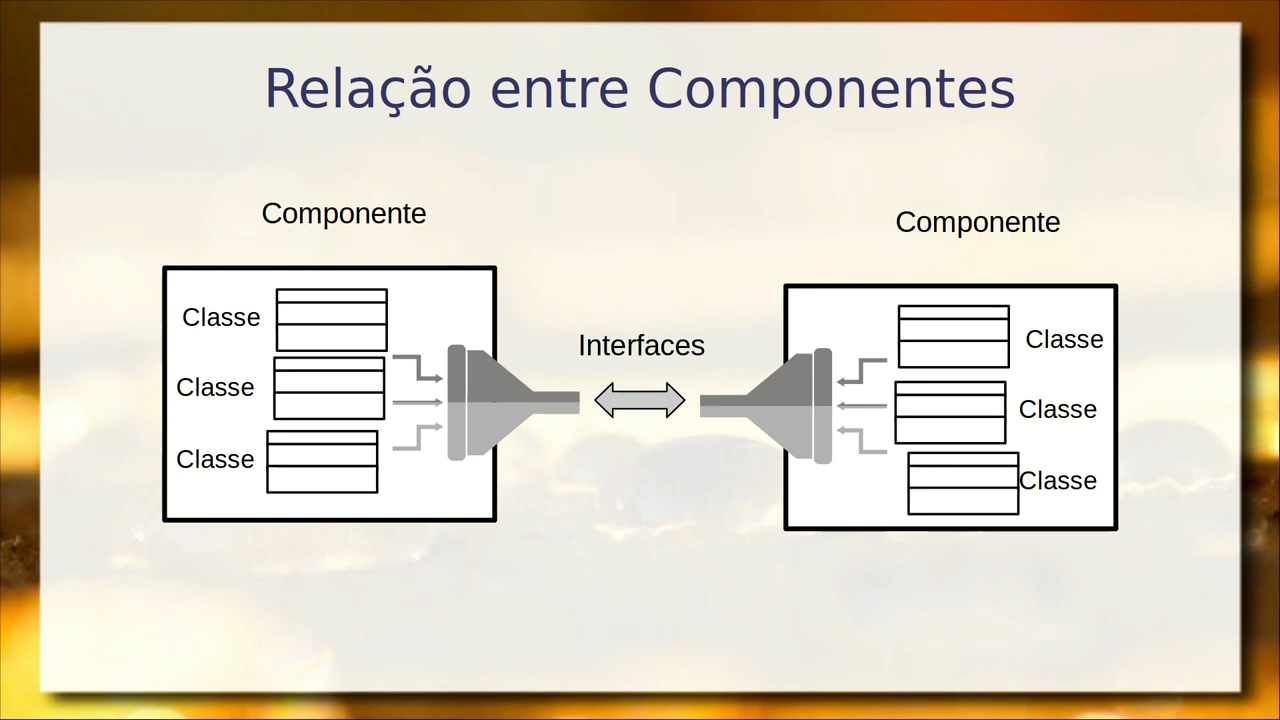 Relação entre Componentes
Componente
Componente
Classe
Classe
Classe
Interfaces
Classe
Classe
Classe